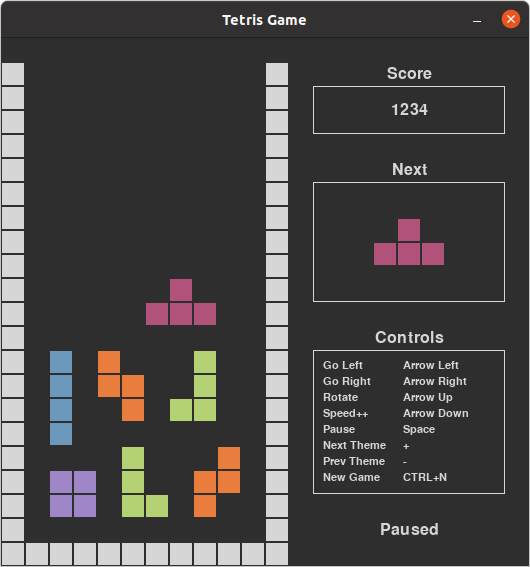 Tetris Game
Score
1234
Next
Controls
Go Left Arrow Left
Go Right Arrow Right
Rotate Arrow Up
Speed++ Arrow Down
Pause Space
Next Theme +
Prev Theme -
New Game CTRL+N
Paused